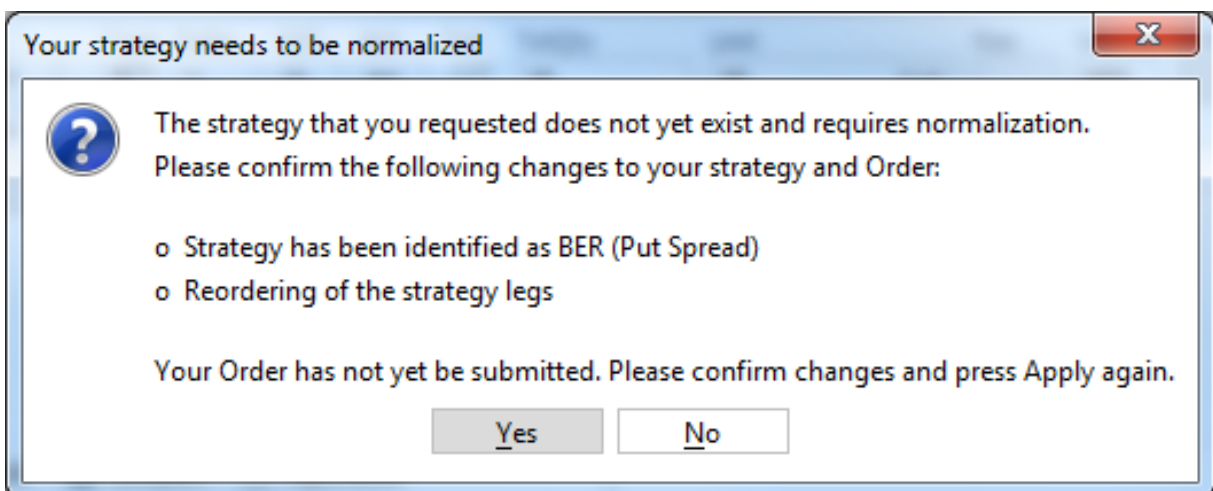 Your strategy needs to be normalized
The strategy that you requested does not yet exist and requires normalization.
Please confirm the following changes to your strategy and Order:
o Strategy has been identified as BER (Put Spread)
o Reordering of the strategy legs
Your Order has not yet be submitted. Please confirm changes and press Apply again.
Yes No